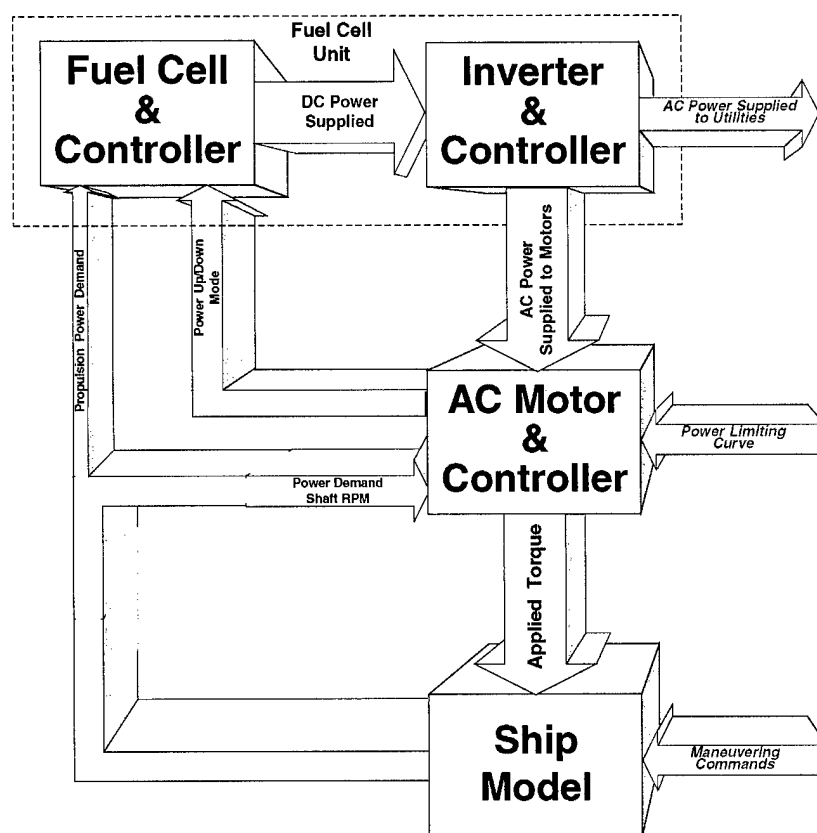 Fuel Cell
Unit
Fuel Cell
&
Controller
DC Power
Supplied
Inverter
&
Controller
AC Power Supplied
to Utilities
Propulsion Power Demand
Power Up/Down
Mode
AC Power
Supplied to Motors
AC Motor
&
Controller
Power Limiting
Curve
Power Demand
Shaft RPM
Applied Torque
Ship
Model
Maneuvering
Commands